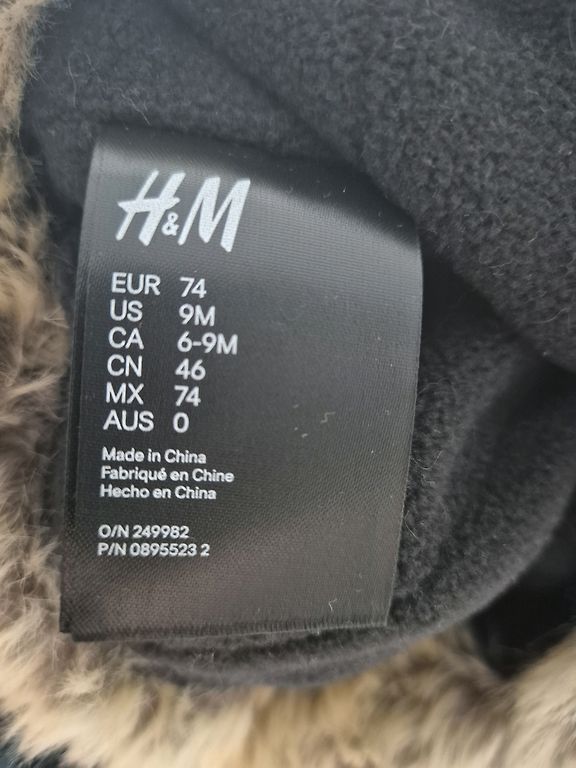 H&M
EUR 74
US 9M
CA 6-9M
CN 46
MX 74
AUS 0
Made in China
Fabriqué en Chine
Hecho en China
O/N 249982
P/N 0895523 2